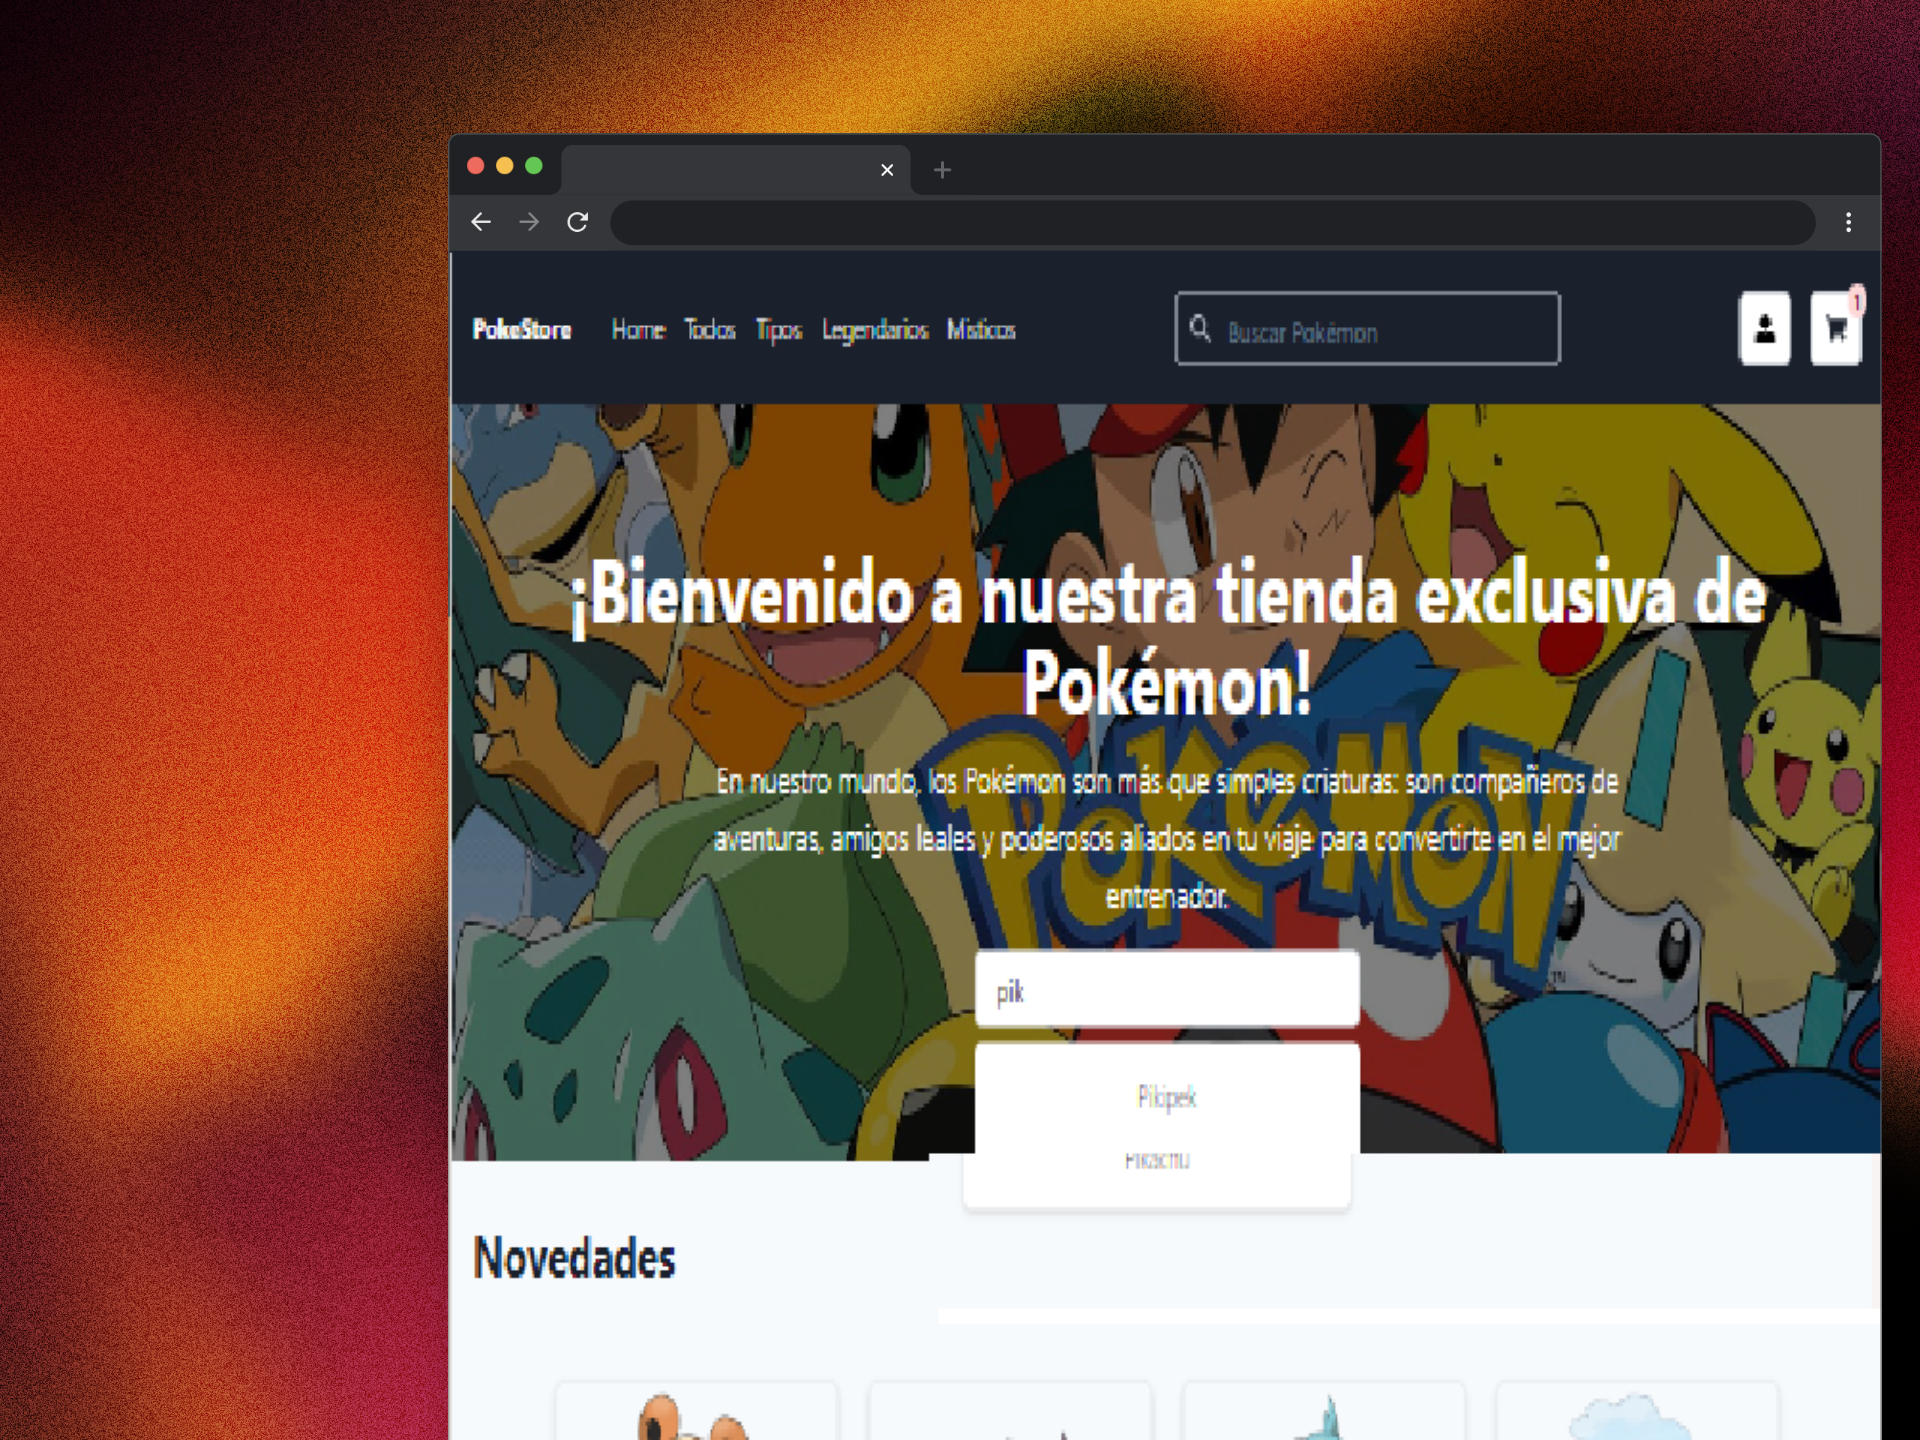 PokeStore Home Todos Tipos Legendarios Místicos Buscar Pokémon 1
¡Bienvenido a nuestra tienda exclusiva de
Pokémon!
En nuestro mundo, los Pokémon son más que simples criaturas: son compañeros de
aventuras, amigos leales y poderosos aliados en tu viaje para convertirte en el mejor
entrenador.
POKéMON
TM
pik
Pikipek
Pikachu
Novedades